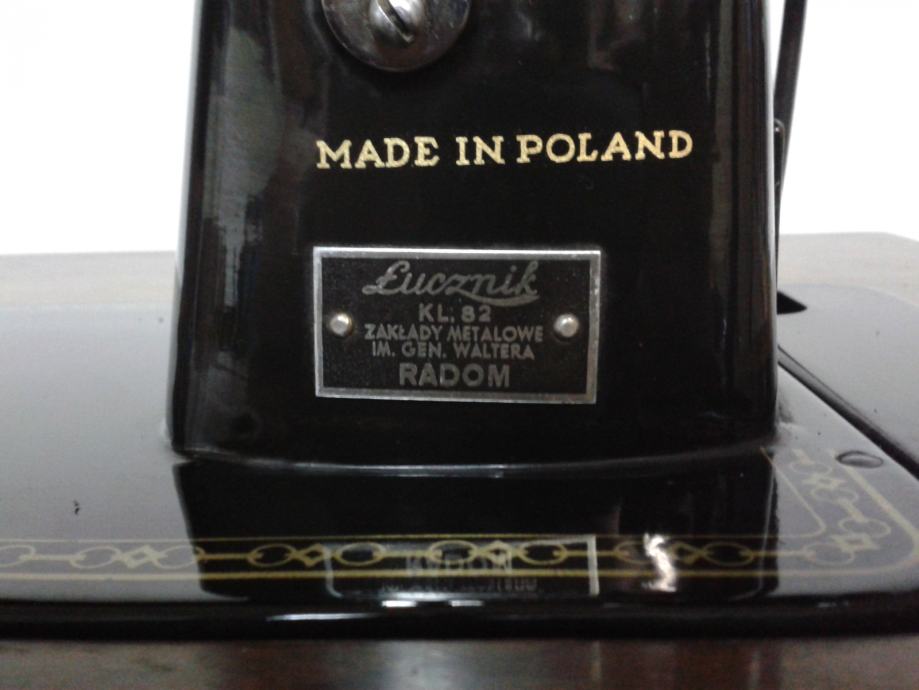 MADE IN POLAND
Łucznik
KL. 82
ZAKŁADY METALOWE
IM. GEN. WALTERA
RADOM